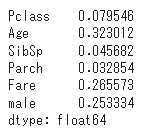 Pclass    0.079546
Age       0.323012
SibSp     0.045682
Parch     0.032854
Fare      0.265573
male      0.253334
dtype: float64